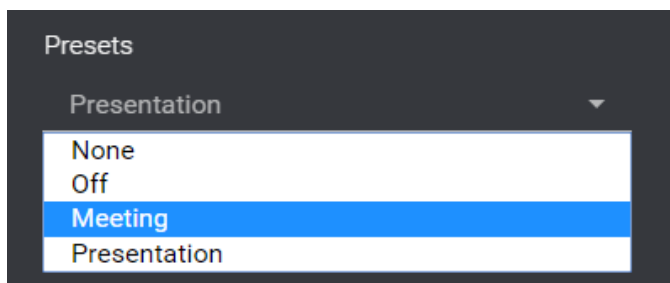 Presets
Presentation
None
Off
Meeting
Presentation